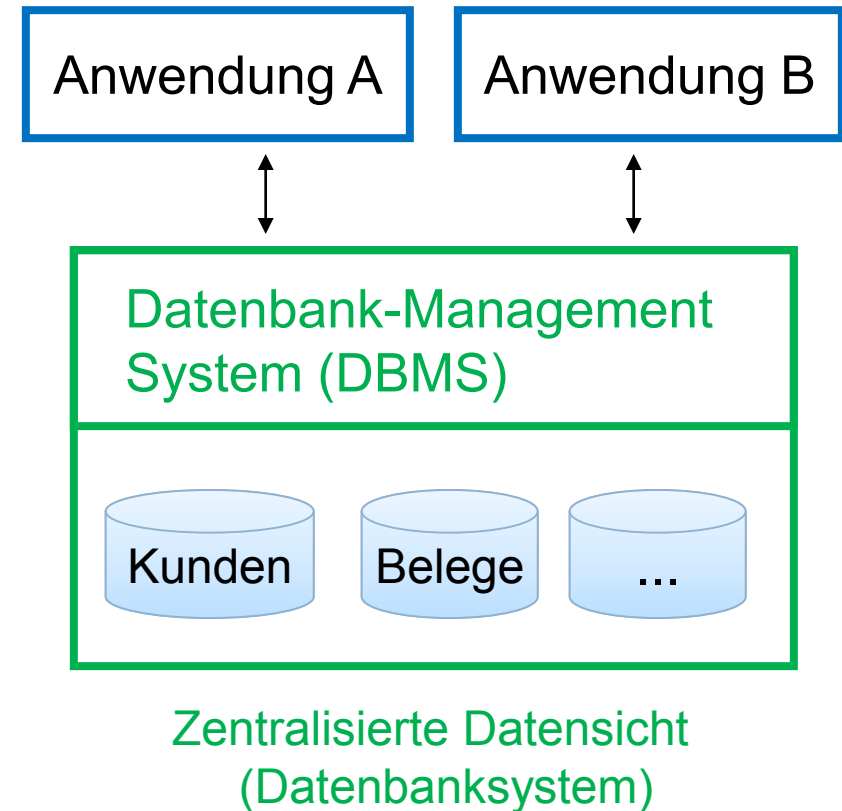 Anwendung A
Anwendung B
Datenbank-Management
System (DBMS)
Kunden
Belege
...
Zentralisierte Datensicht
(Datenbanksystem)